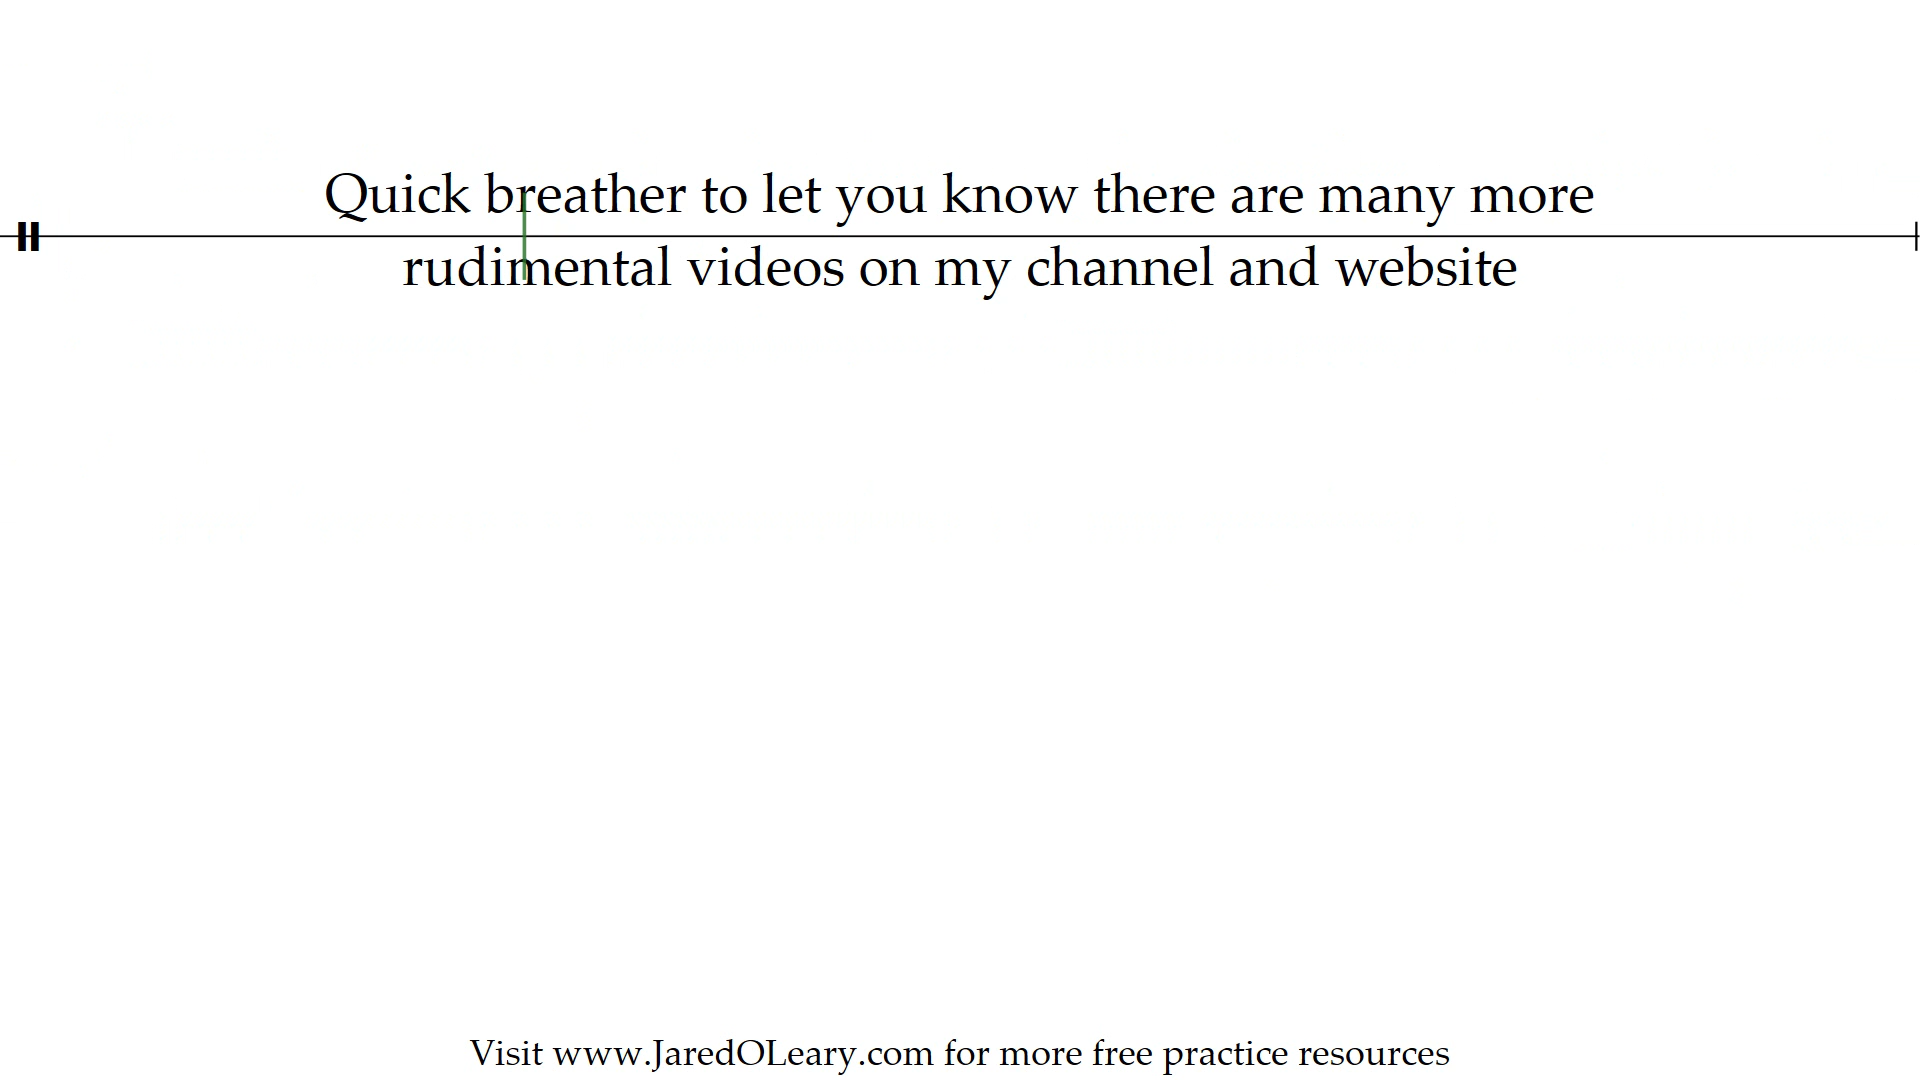 Quick breather to let you know there are many more
rudimental videos on my channel and website
Visit www.JaredOLeary.com for more free practice resources